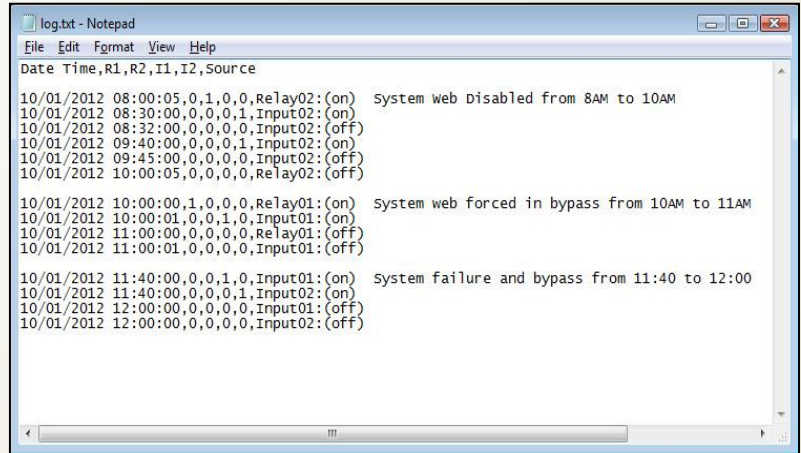 log.txt - Notepad
File Edit Format View Help
Date Time,R1,R2,I1,I2,Source
10/01/2012 08:00:05,0,1,0,0,Relay02:(on) System Web Disabled from 8AM to 10AM
10/01/2012 08:30:00,0,0,0,1,Input02:(on)
10/01/2012 08:32:00,0,0,0,0,Input02:(off)
10/01/2012 09:40:00,0,0,0,1,Input02:(on)
10/01/2012 09:45:00,0,0,0,0,Input02:(off)
10/01/2012 10:00:05,0,0,0,0,Relay02:(off)
10/01/2012 10:00:00,1,0,0,0,Relay01:(on) System web forced in bypass from 10AM to 11AM
10/01/2012 10:00:01,0,0,1,0,Input01:(on)
10/01/2012 11:00:00,0,0,0,0,Relay01:(off)
10/01/2012 11:00:01,0,0,0,0,Input01:(off)
10/01/2012 11:40:00,0,0,1,0,Input01:(on) System failure and bypass from 11:40 to 12:00
10/01/2012 11:40:00,0,0,0,1,Input02:(on)
10/01/2012 12:00:00,0,0,0,0,Input01:(off)
10/01/2012 12:00:00,0,0,0,0,Input02:(off)